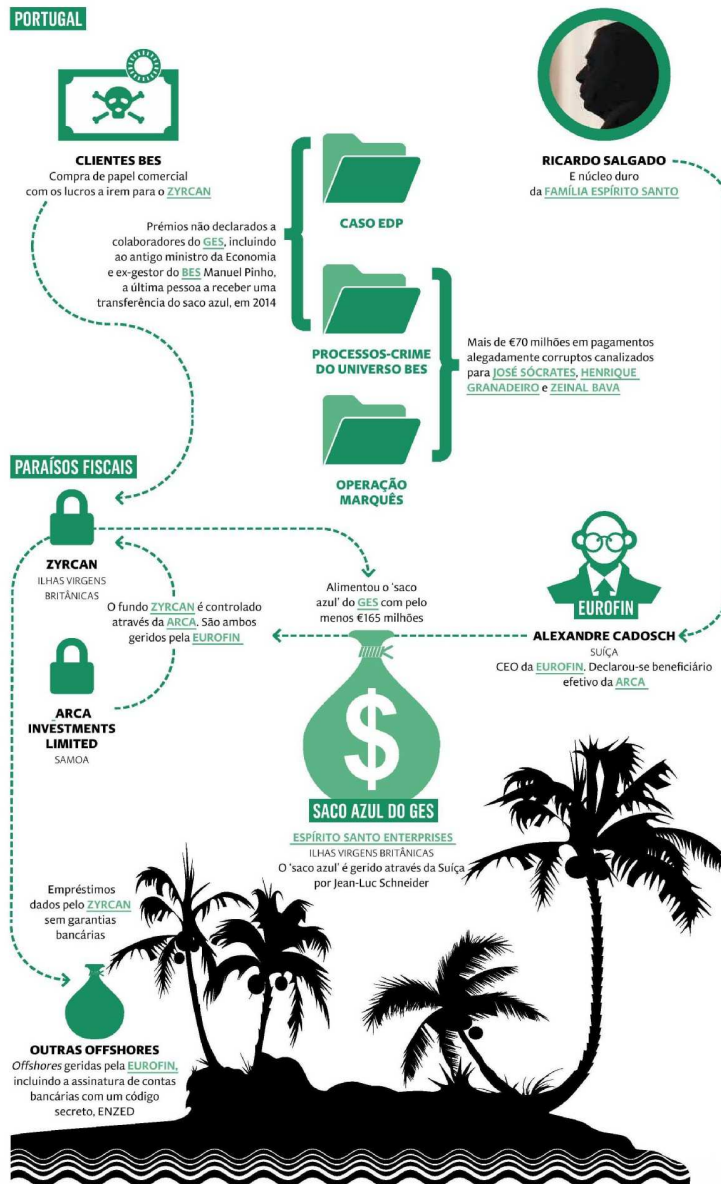 PORTUGAL
CLIENTES BES
Compra de papel comercial
com os lucros a irem para o ZYRCAN
RICARDO SALGADO
E núcleo duro
da FAMÍLIA ESPÍRITO SANTO
CASO EDP
Prémios não declarados a
colaboradores do GES, incluindo
ao antigo ministro da Economia
e ex-gestor do BES Manuel Pinho,
a última pessoa a receber uma
transferência do saco azul, em 2014
PROCESSOS-CRIME
DO UNIVERSO BES
Mais de €70 milhões em pagamentos
alegadamente corruptos canalizados
para JOSÉ SÓCRATES, HENRIQUE
GRANADEIRO e ZEINAL BAVA
OPERAÇÃO
MARQUÊS
PARAÍSOS FISCAIS
ZYRCAN
ILHAS VIRGENS
BRITÂNICAS
O fundo ZYRCAN é controlado
através da ARCA. São ambos
geridos pela EUROFIN
ARCA
INVESTMENTS
LIMITED
SAMOA
Alimentou o 'saco
azul' do GES com pelo
menos €165 milhões
EUROFIN
ALEXANDRE CADOSCH
SUÍÇA
CEO da EUROFIN. Declarou-se beneficiário
efetivo da ARCA
$
SACO AZUL DO GES
ESPÍRITO SANTO ENTERPRISES
ILHAS VIRGENS BRITÂNICAS
O 'saco azul' é gerido através da Suíça
por Jean-Luc Schneider
Empréstimos
dados pelo ZYRCAN
sem garantias
bancárias
OUTRAS OFFSHORES
Offshores geridas pela EUROFIN,
incluindo a assinatura de contas
bancárias com um código
secreto, ENZED